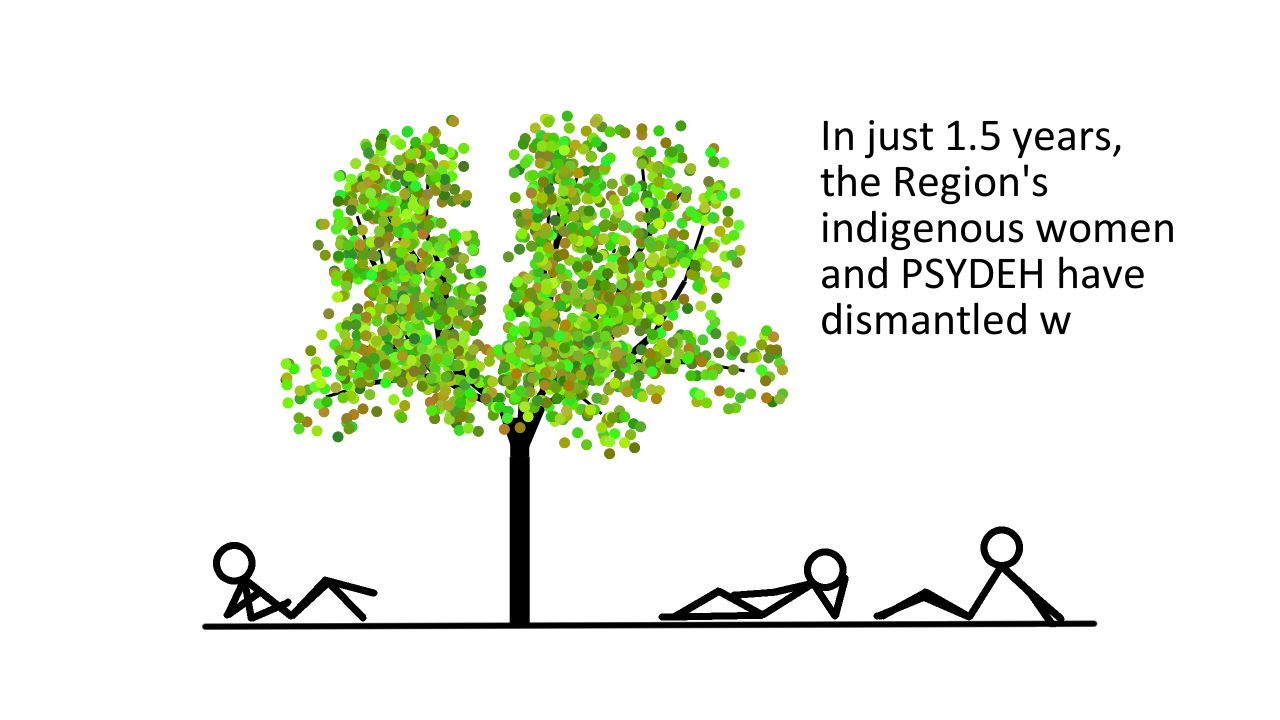 In just 1.5 years,
the Region's
indigenous women
and PSYDEH have
dismantled w